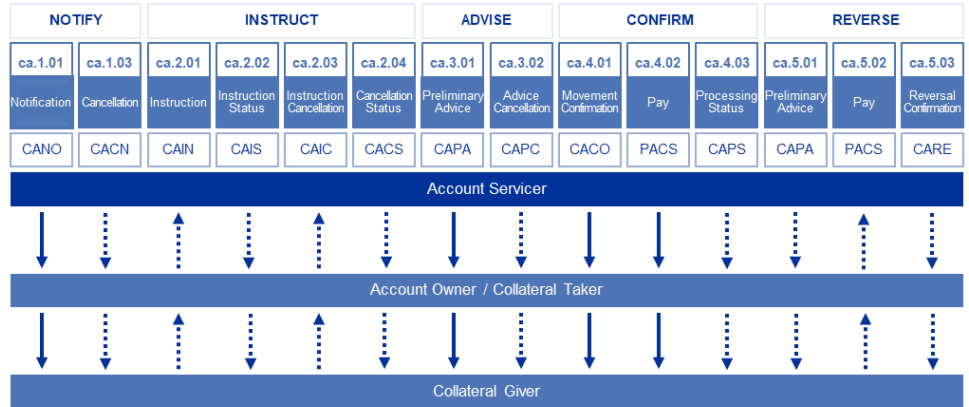 NOTIFY INSTRUCT ADVISE CONFIRM REVERSE
ca.1.01 ca.1.03 ca.2.01 ca.2.02 ca.2.03 ca.2.04 ca.3.01 ca.3.02 ca.4.01 ca.4.02 ca.4.03 ca.5.01 ca.5.02 ca.5.03
Notification
Cancellation
Instruction
Instruction
Status
Instruction
Cancellation
Cancellation
Status
Preliminary
Advice
Advice
Cancellation
Movement
Confirmation
Pay
Processing
Status
Preliminary
Advice
Pay
Reversal
Confirmation
CANO CACN CAIN CAIS CAIC CACS CAPA CAPC CACO PACS CAPS CAPA PACS CARE
Account Servicer
Account Owner / Collateral Taker
Collateral Giver